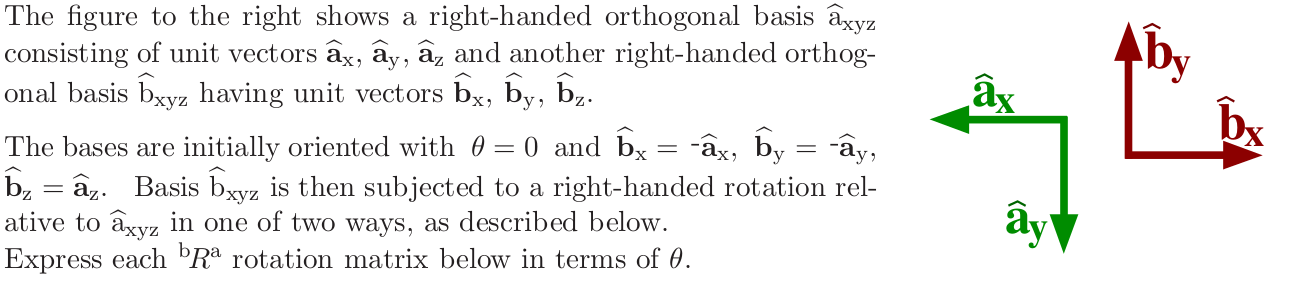 The figure to the right shows a right-handed orthogonal basis âxyz
consisting of unit vectors âx, ây, âz and another right-handed orthog-
onal basis b̂xyz having unit vectors b̂x, b̂y, b̂z.
The bases are initially oriented with θ = 0 and b̂x = -âx, b̂y = -ây,
b̂z = âz. Basis b̂xyz is then subjected to a right-handed rotation rel-
ative to âxyz in one of two ways, as described below.
Express each ᵇRᵃ rotation matrix below in terms of θ.
âx
ây
b̂y
b̂x